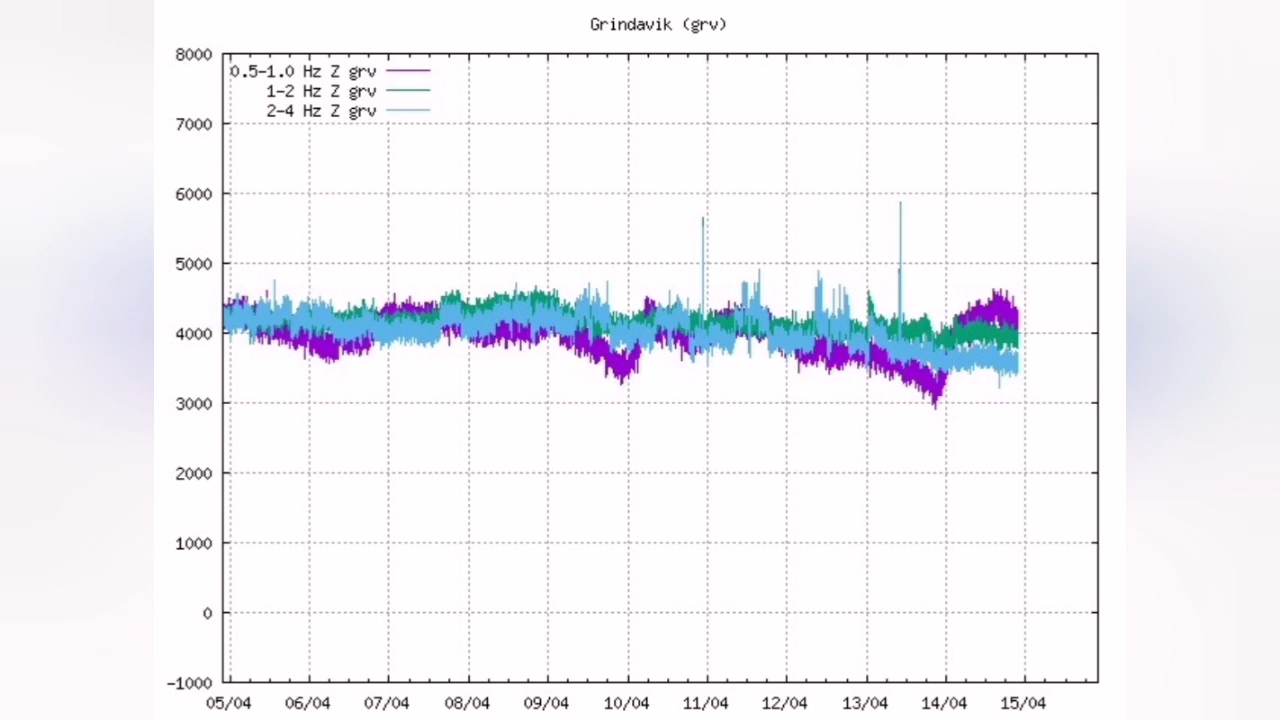 Grindavik (grv)
8000
0.5-1.0 Hz Z grv
1-2 Hz Z grv
2-4 Hz Z grv
7000
6000
5000
4000
3000
2000
1000
0
-1000
05/04 06/04 07/04 08/04 09/04 10/04 11/04 12/04 13/04 14/04 15/04